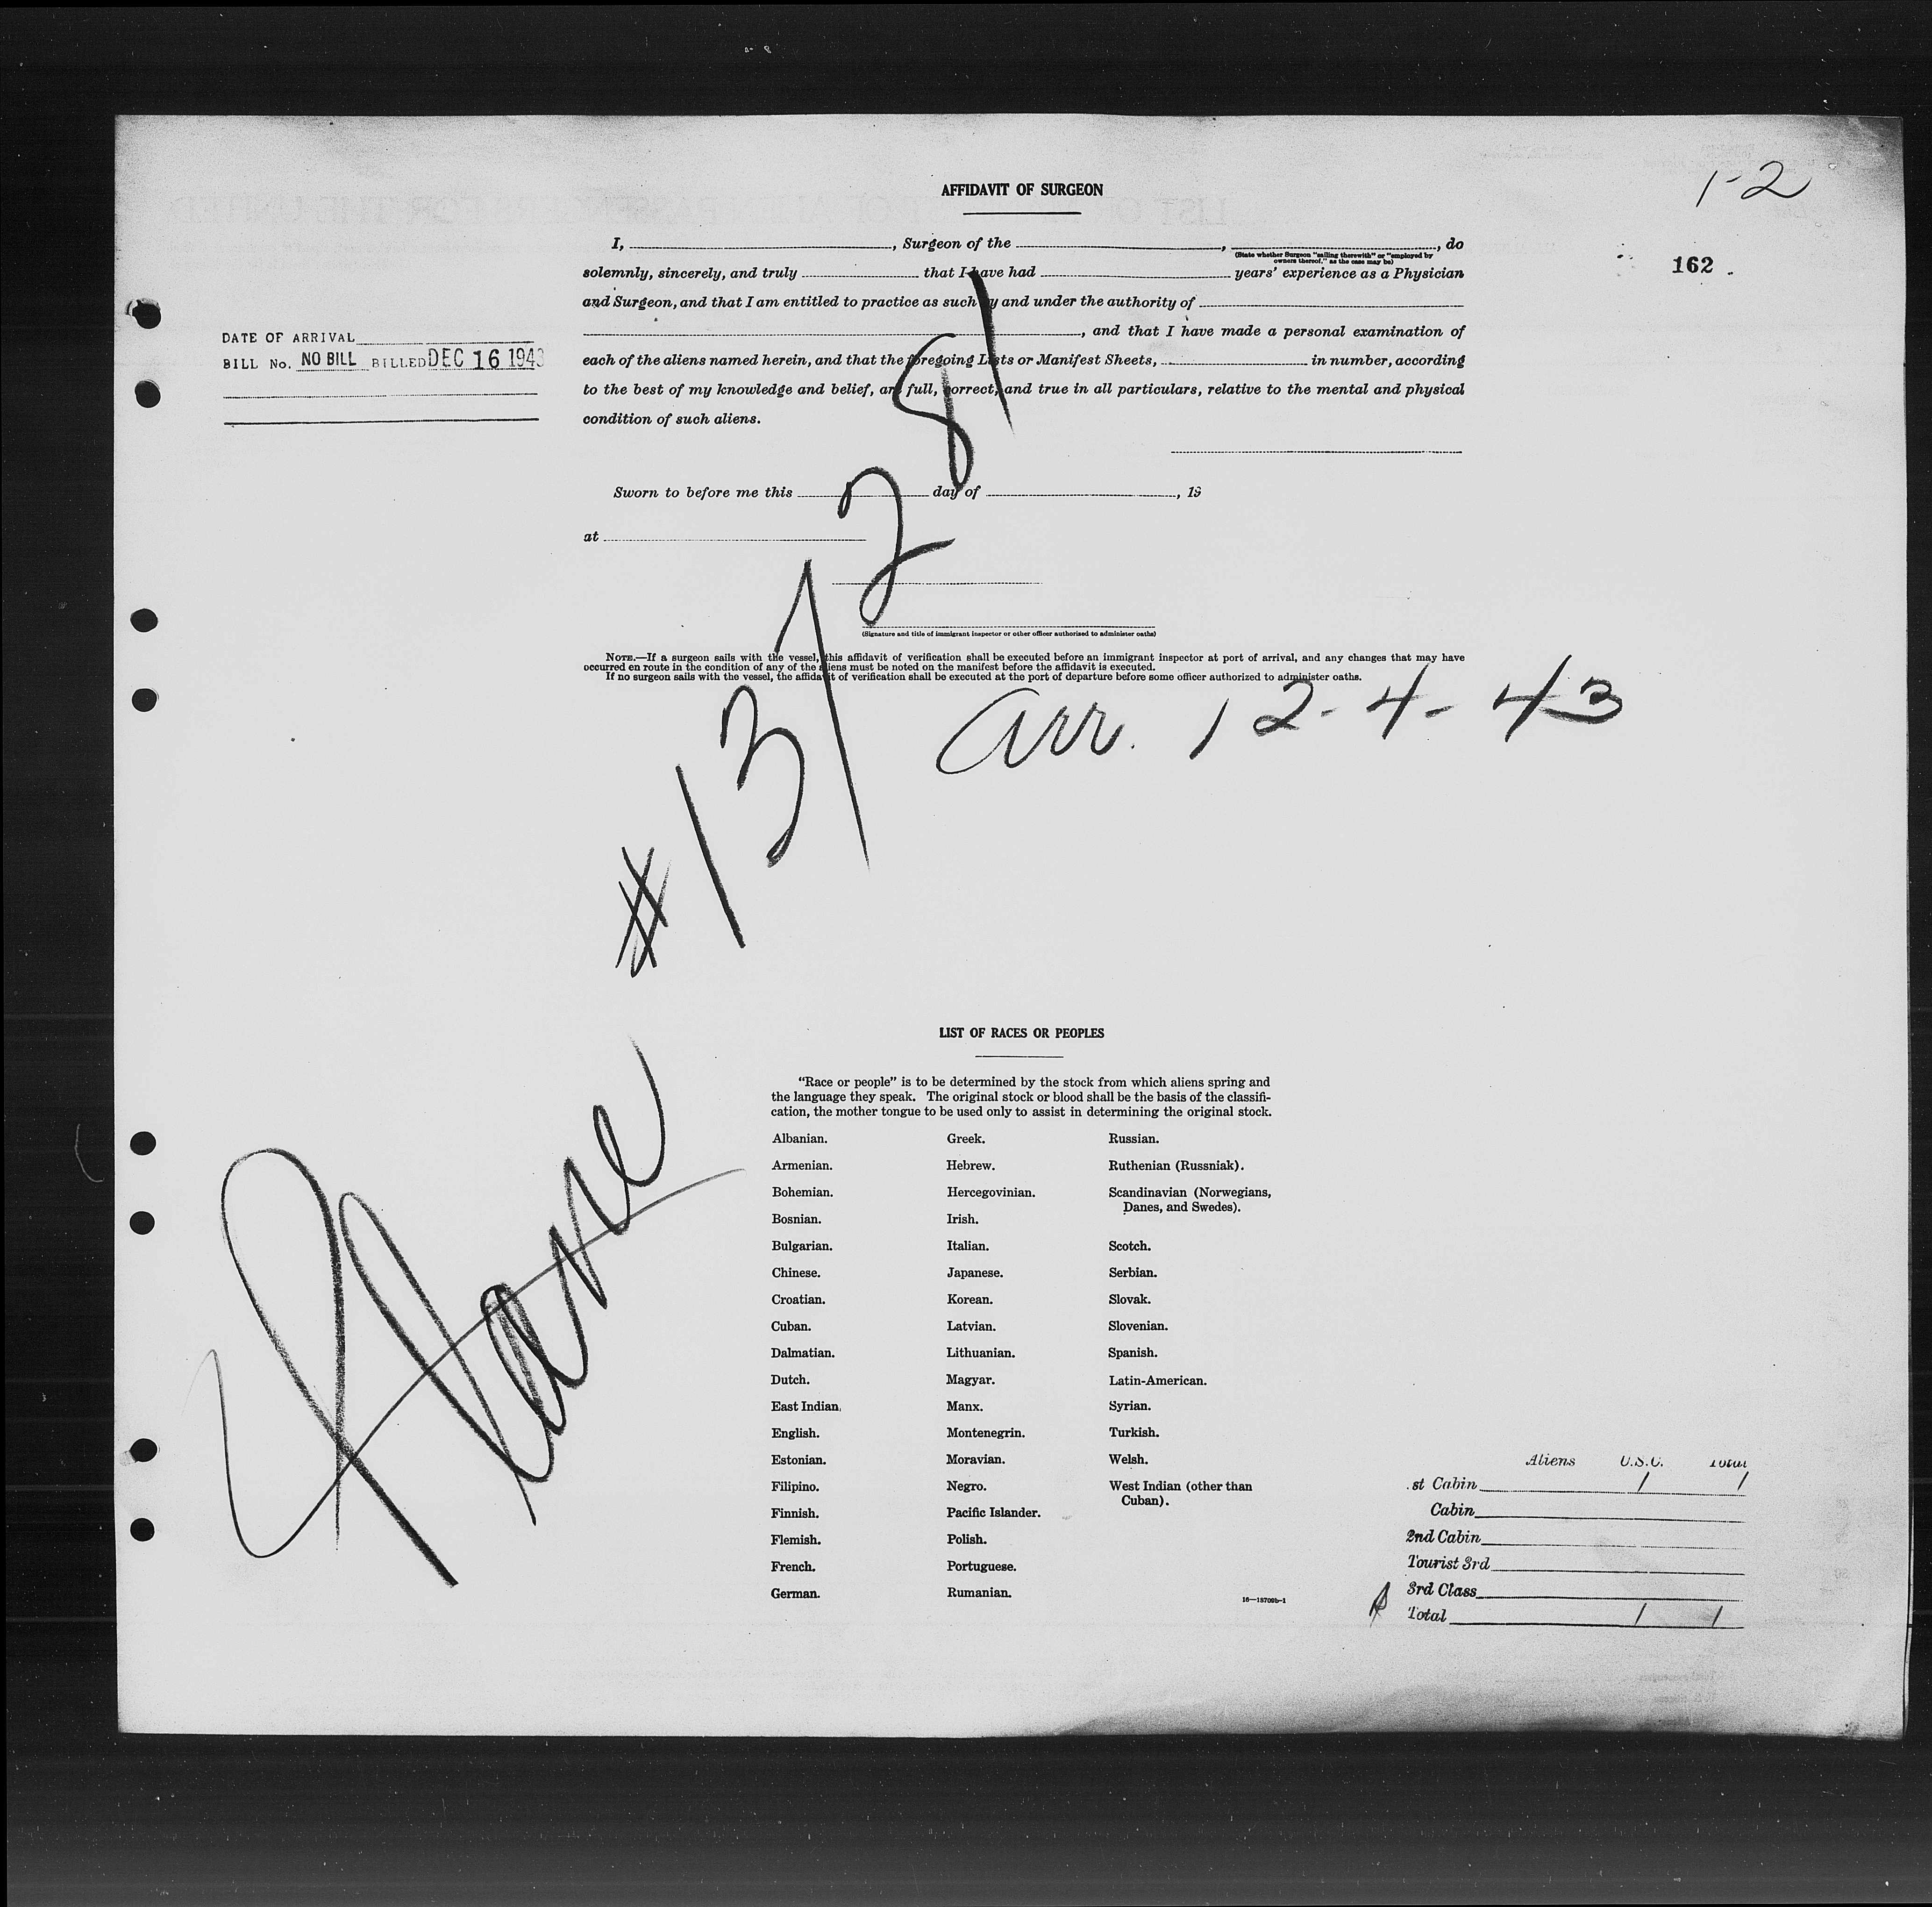 AFFIDAVIT OF SURGEON
1-2
I, , Surgeon of the , , do
(State whether Surgeon "sailing therewith" or "employed by
owners thereof," as the case may be)
162
solemnly, sincerely, and truly that I have had years' experience as a Physician
and Surgeon, and that I am entitled to practice as such by and under the authority of
, and that I have made a personal examination of
each of the aliens named herein, and that the foregoing Lists or Manifest Sheets, in number, according
to the best of my knowledge and belief, are full, correct, and true in all particulars, relative to the mental and physical
condition of such aliens.
DATE OF ARRIVAL
BILL No. NO BILL BILLED DEC 16 1943
Sworn to before me this day of , 19
at
(Signature and title of immigrant inspector or other officer authorized to administer oaths)
NOTE.—If a surgeon sails with the vessel, this affidavit of verification shall be executed before an immigrant inspector at port of arrival, and any changes that may have
occurred en route in the condition of any of the aliens must be noted on the manifest before the affidavit is executed.
If no surgeon sails with the vessel, the affidavit of verification shall be executed at the port of departure before some officer authorized to administer oaths.
arr. 12-4-43
Plane #137281
LIST OF RACES OR PEOPLES
"Race or people" is to be determined by the stock from which aliens spring and
the language they speak. The original stock or blood shall be the basis of the classifi-
cation, the mother tongue to be used only to assist in determining the original stock.
Albanian.
Armenian.
Bohemian.
Bosnian.
Bulgarian.
Chinese.
Croatian.
Cuban.
Dalmatian.
Dutch.
East Indian.
English.
Estonian.
Filipino.
Finnish.
Flemish.
French.
German.
Greek.
Hebrew.
Hercegovinian.
Irish.
Italian.
Japanese.
Korean.
Latvian.
Lithuanian.
Magyar.
Manx.
Montenegrin.
Moravian.
Negro.
Pacific Islander.
Polish.
Portuguese.
Rumanian.
Russian.
Ruthenian (Russniak).
Scandinavian (Norwegians,
Danes, and Swedes).
Scotch.
Serbian.
Slovak.
Slovenian.
Spanish.
Latin-American.
Syrian.
Turkish.
Welsh.
West Indian (other than
Cuban).
16—18709b-1
Aliens U.S.C. Total
st Cabin 1 1
Cabin
2nd Cabin
Tourist 3rd
3rd Class
Total 1 1